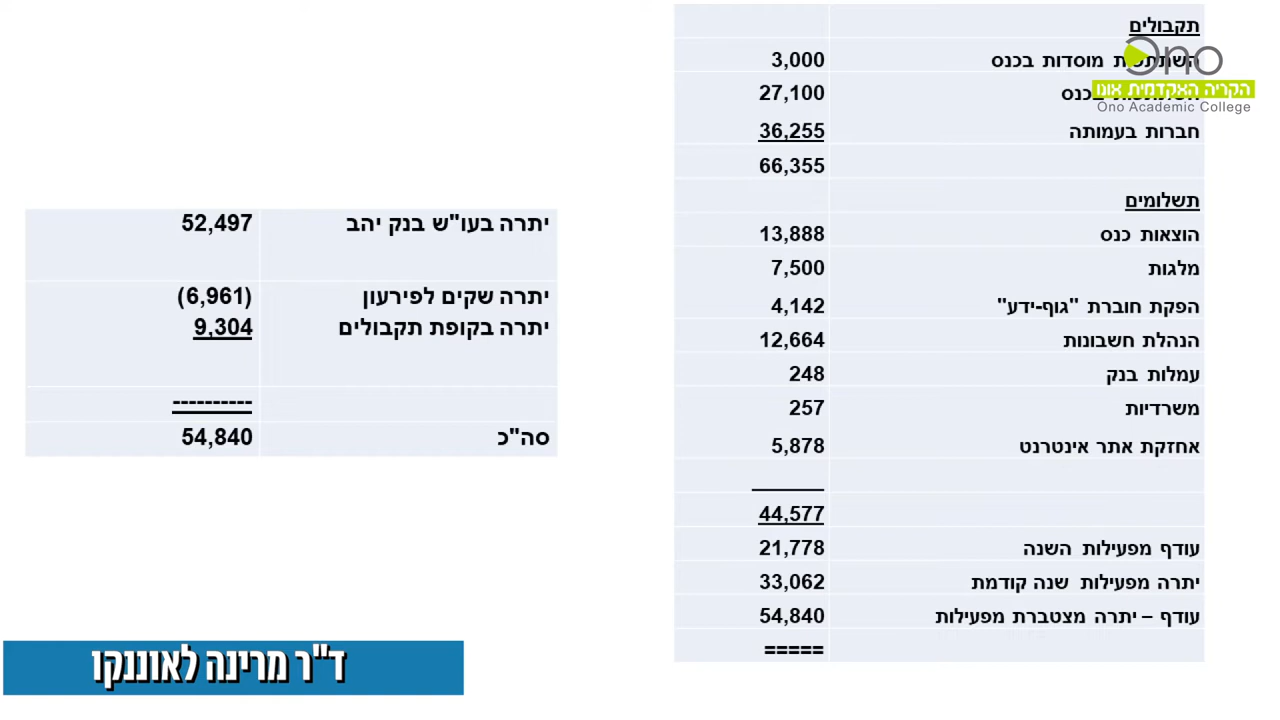 תקבולים
השתתפות מוסדות בכנס 3,000
בכנס 27,100
חברות בעמותה 36,255
66,355
תשלומים
הוצאות כנס 13,888
מלגות 7,500
הפקת חוברת "גוף-ידע" 4,142
הנהלת חשבונות 12,664
עמלות בנק 248
משרדיות 257
אחזקת אתר אינטרנט 5,878
44,577
עודף מפעילות השנה 21,778
יתרה מפעילות שנה קודמת 33,062
עודף – יתרה מצטברת מפעילות 54,840
=====
יתרה בעו"ש בנק יהב 52,497
יתרה שקים לפירעון (6,961)
יתרה בקופת תקבולים 9,304
----------
סה"כ 54,840
Ono
הקריה האקדמית אונו
Ono Academic College
ד"ר מרינה לאוננקו